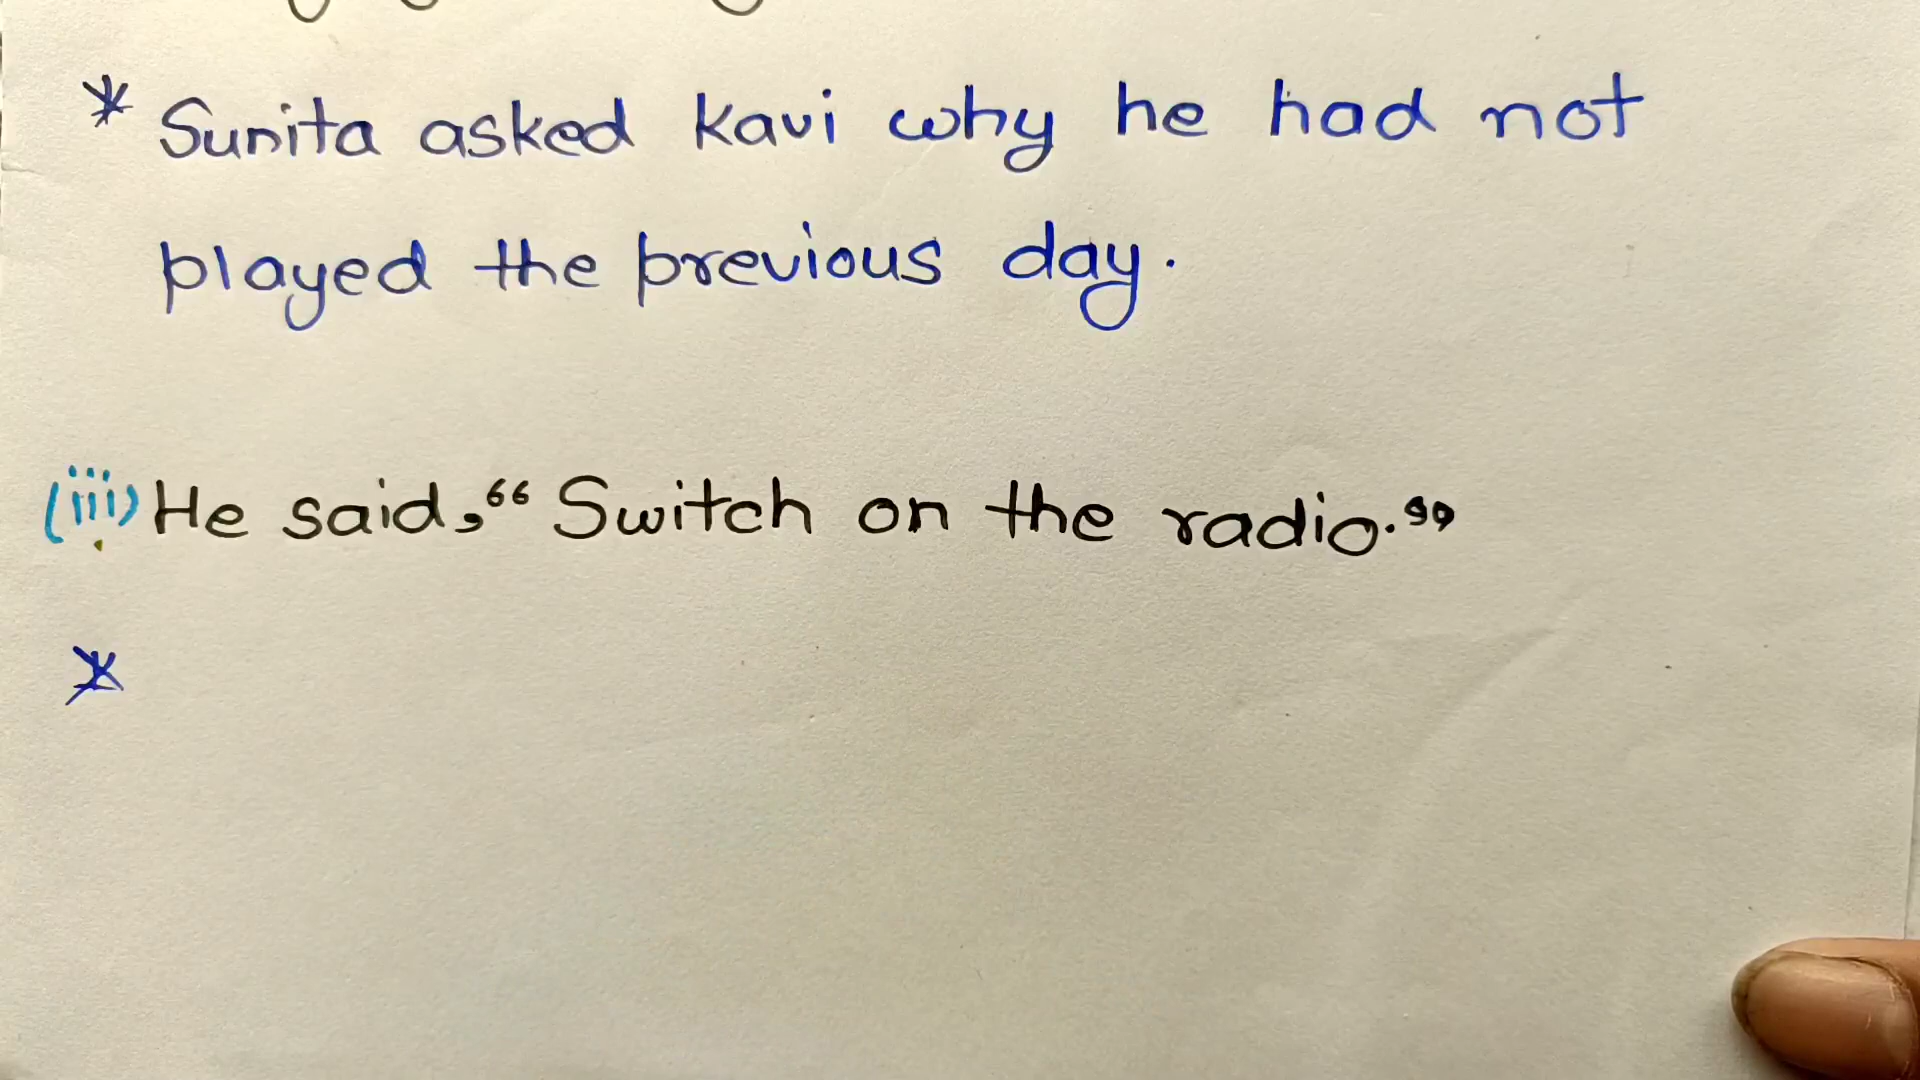 * Sunita asked Kavi why he had not
played the previous day.
(iii) He said, “Switch on the radio.”
*